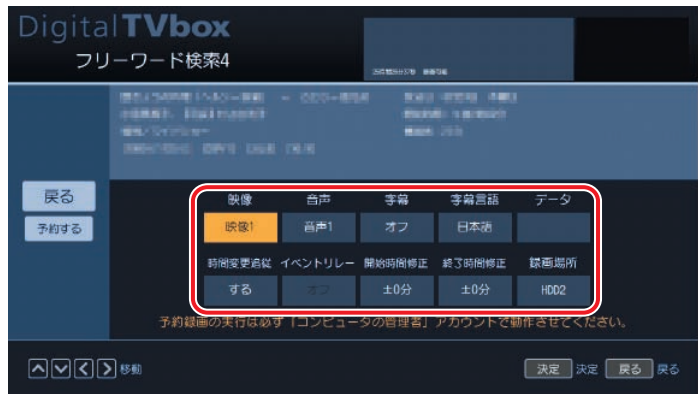 DigitalTVbox
フリーワード検索4
戻る
予約する
映像 音声 字幕 字幕言語 データ
映像1 音声1 オフ 日本語
時間変更追従 イベントリレー 開始時間修正 終了時間修正 録画場所
する オフ ±0分 ±0分 HDD2
予約録画の実行は必ず「コンピュータの管理者」アカウントで動作させてください。
移動 決定 決定 戻る 戻る